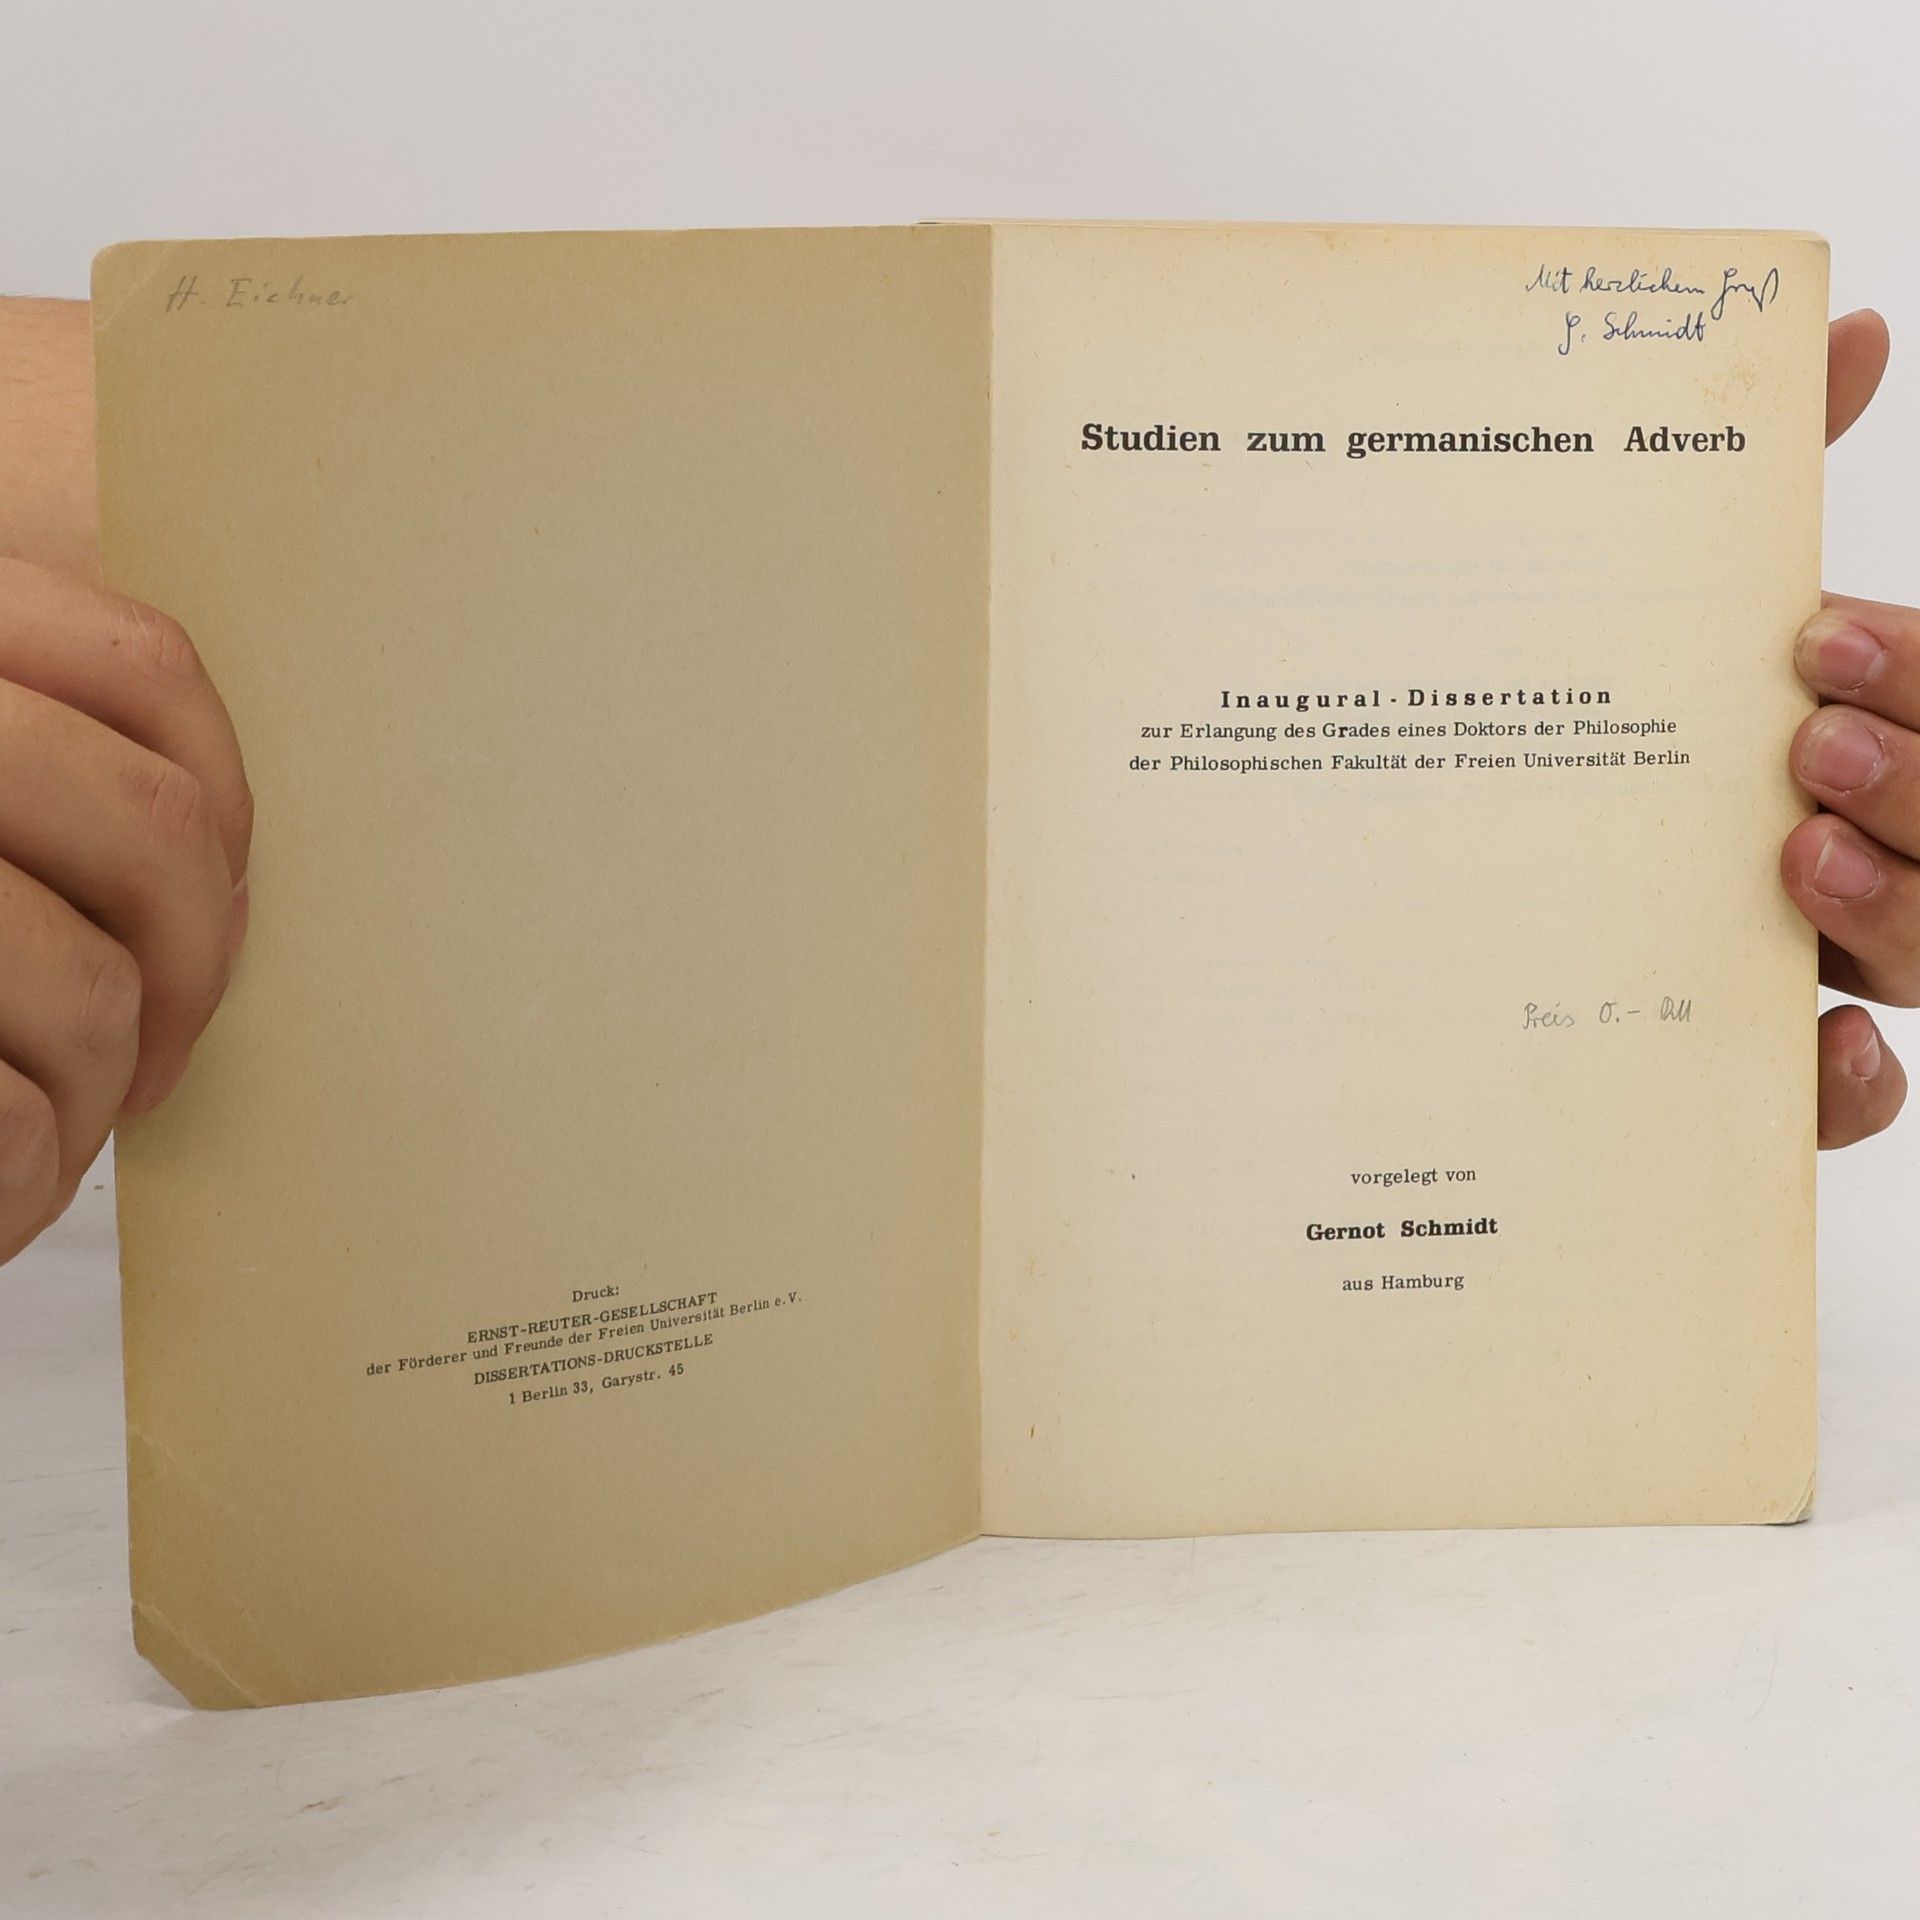 H. Eichner
Druck:
ERNST-REUTER-GESELLSCHAFT
der Förderer und Freunde der Freien Universität Berlin e.V.
DISSERTATIONS-DRUCKSTELLE
1 Berlin 33, Garystr. 45
Mit herzlichem Gruß
G. Schmidt
Studien zum germanischen Adverb
Inaugural-Dissertation
zur Erlangung des Grades eines Doktors der Philosophie
der Philosophischen Fakultät der Freien Universität Berlin
Preis 0.- DM
vorgelegt von
Gernot Schmidt
aus Hamburg